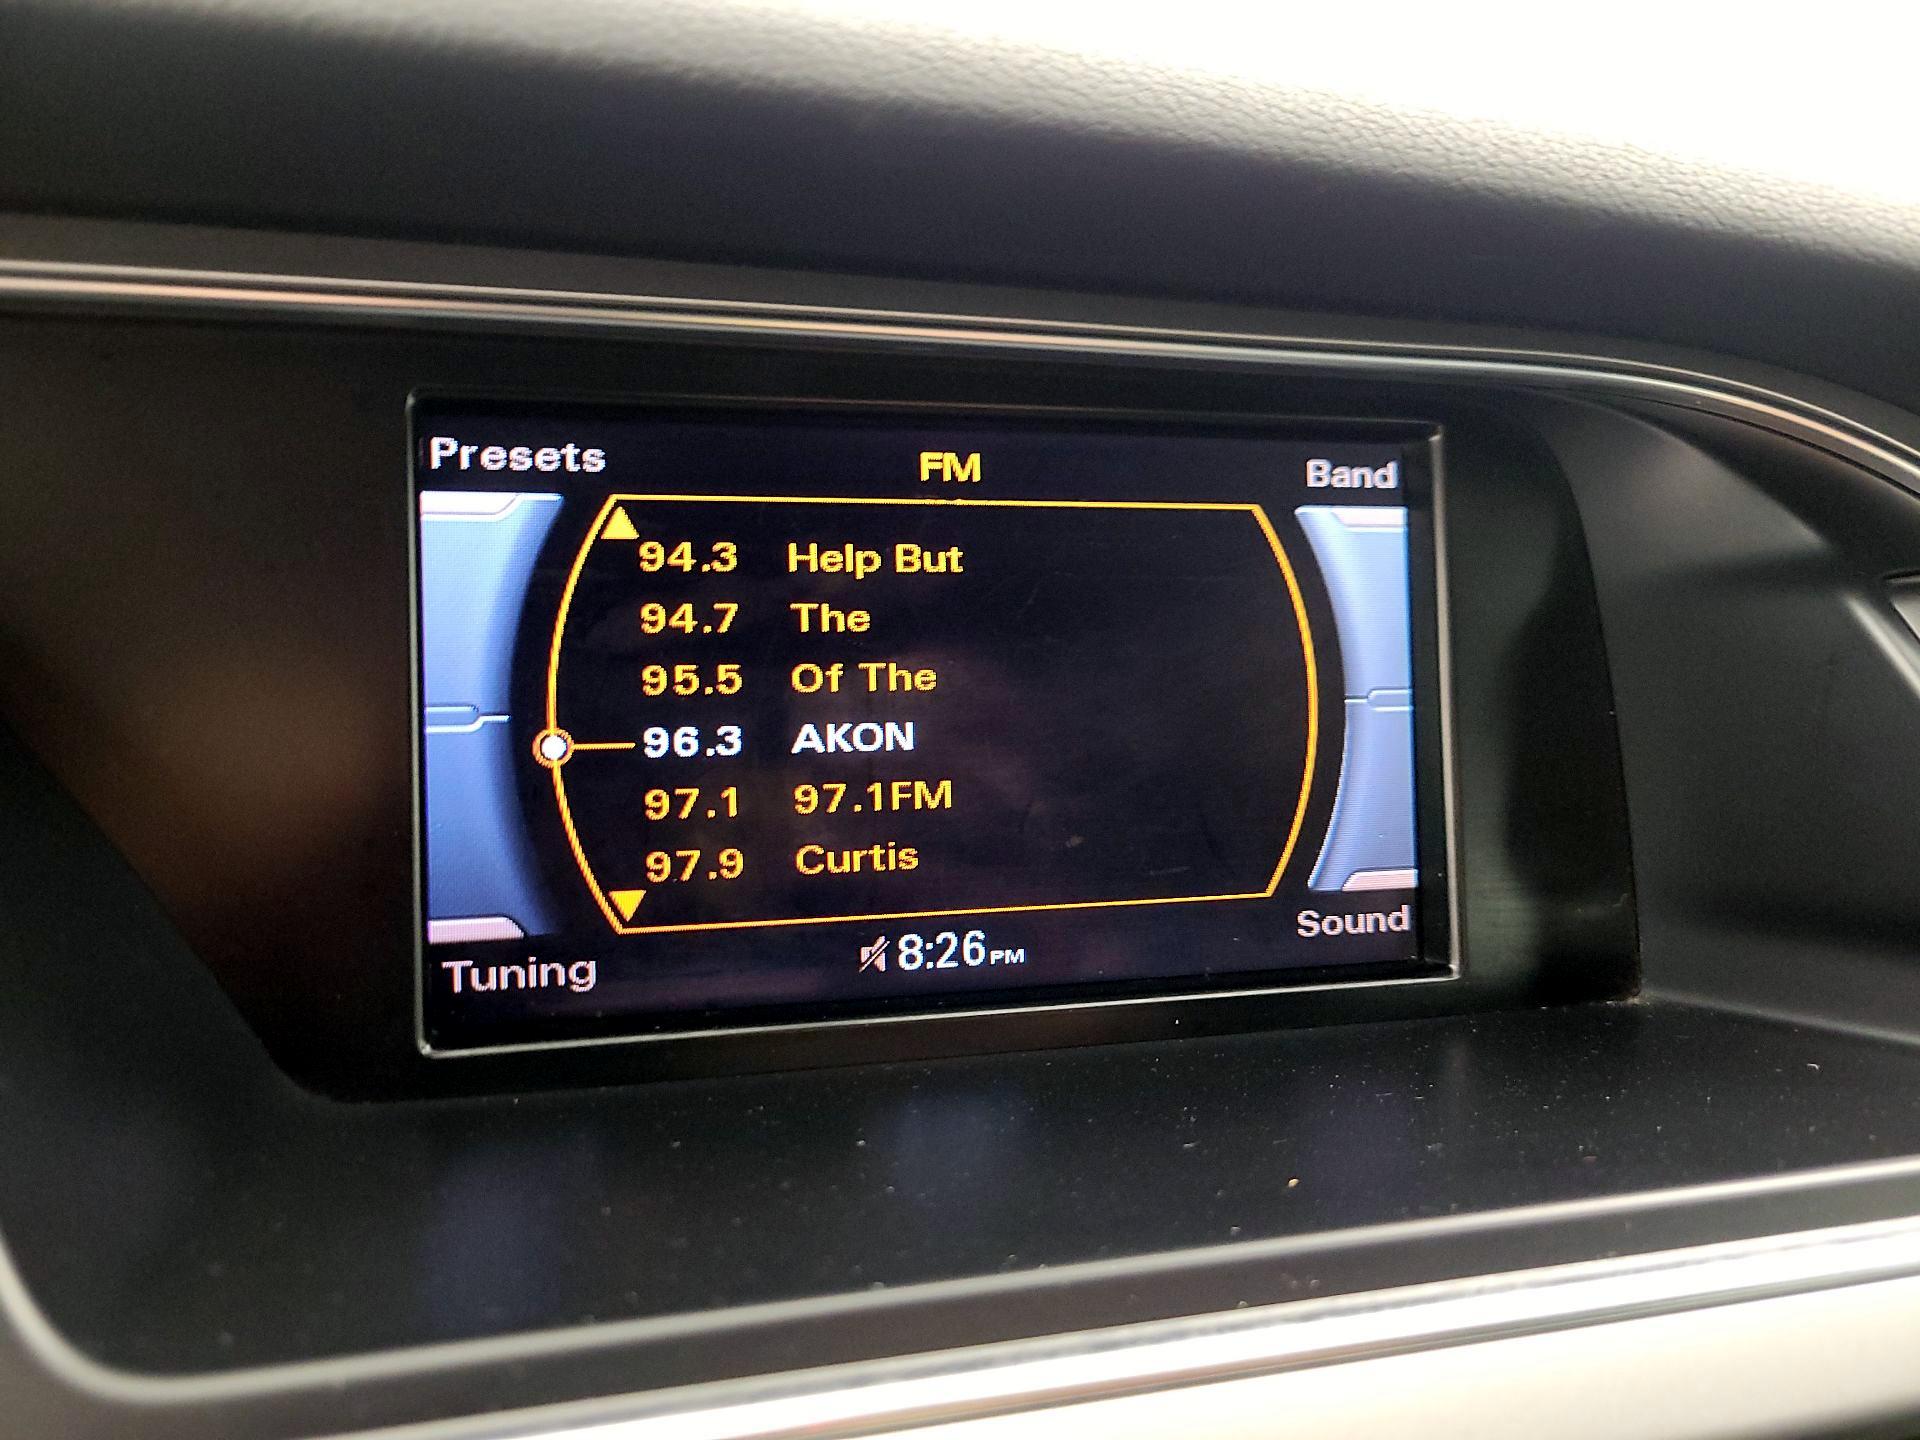 Presets FM Band
94.3 Help But
94.7 The
95.5 Of The
96.3 AKON
97.1 97.1FM
97.9 Curtis
Tuning 8:26PM Sound